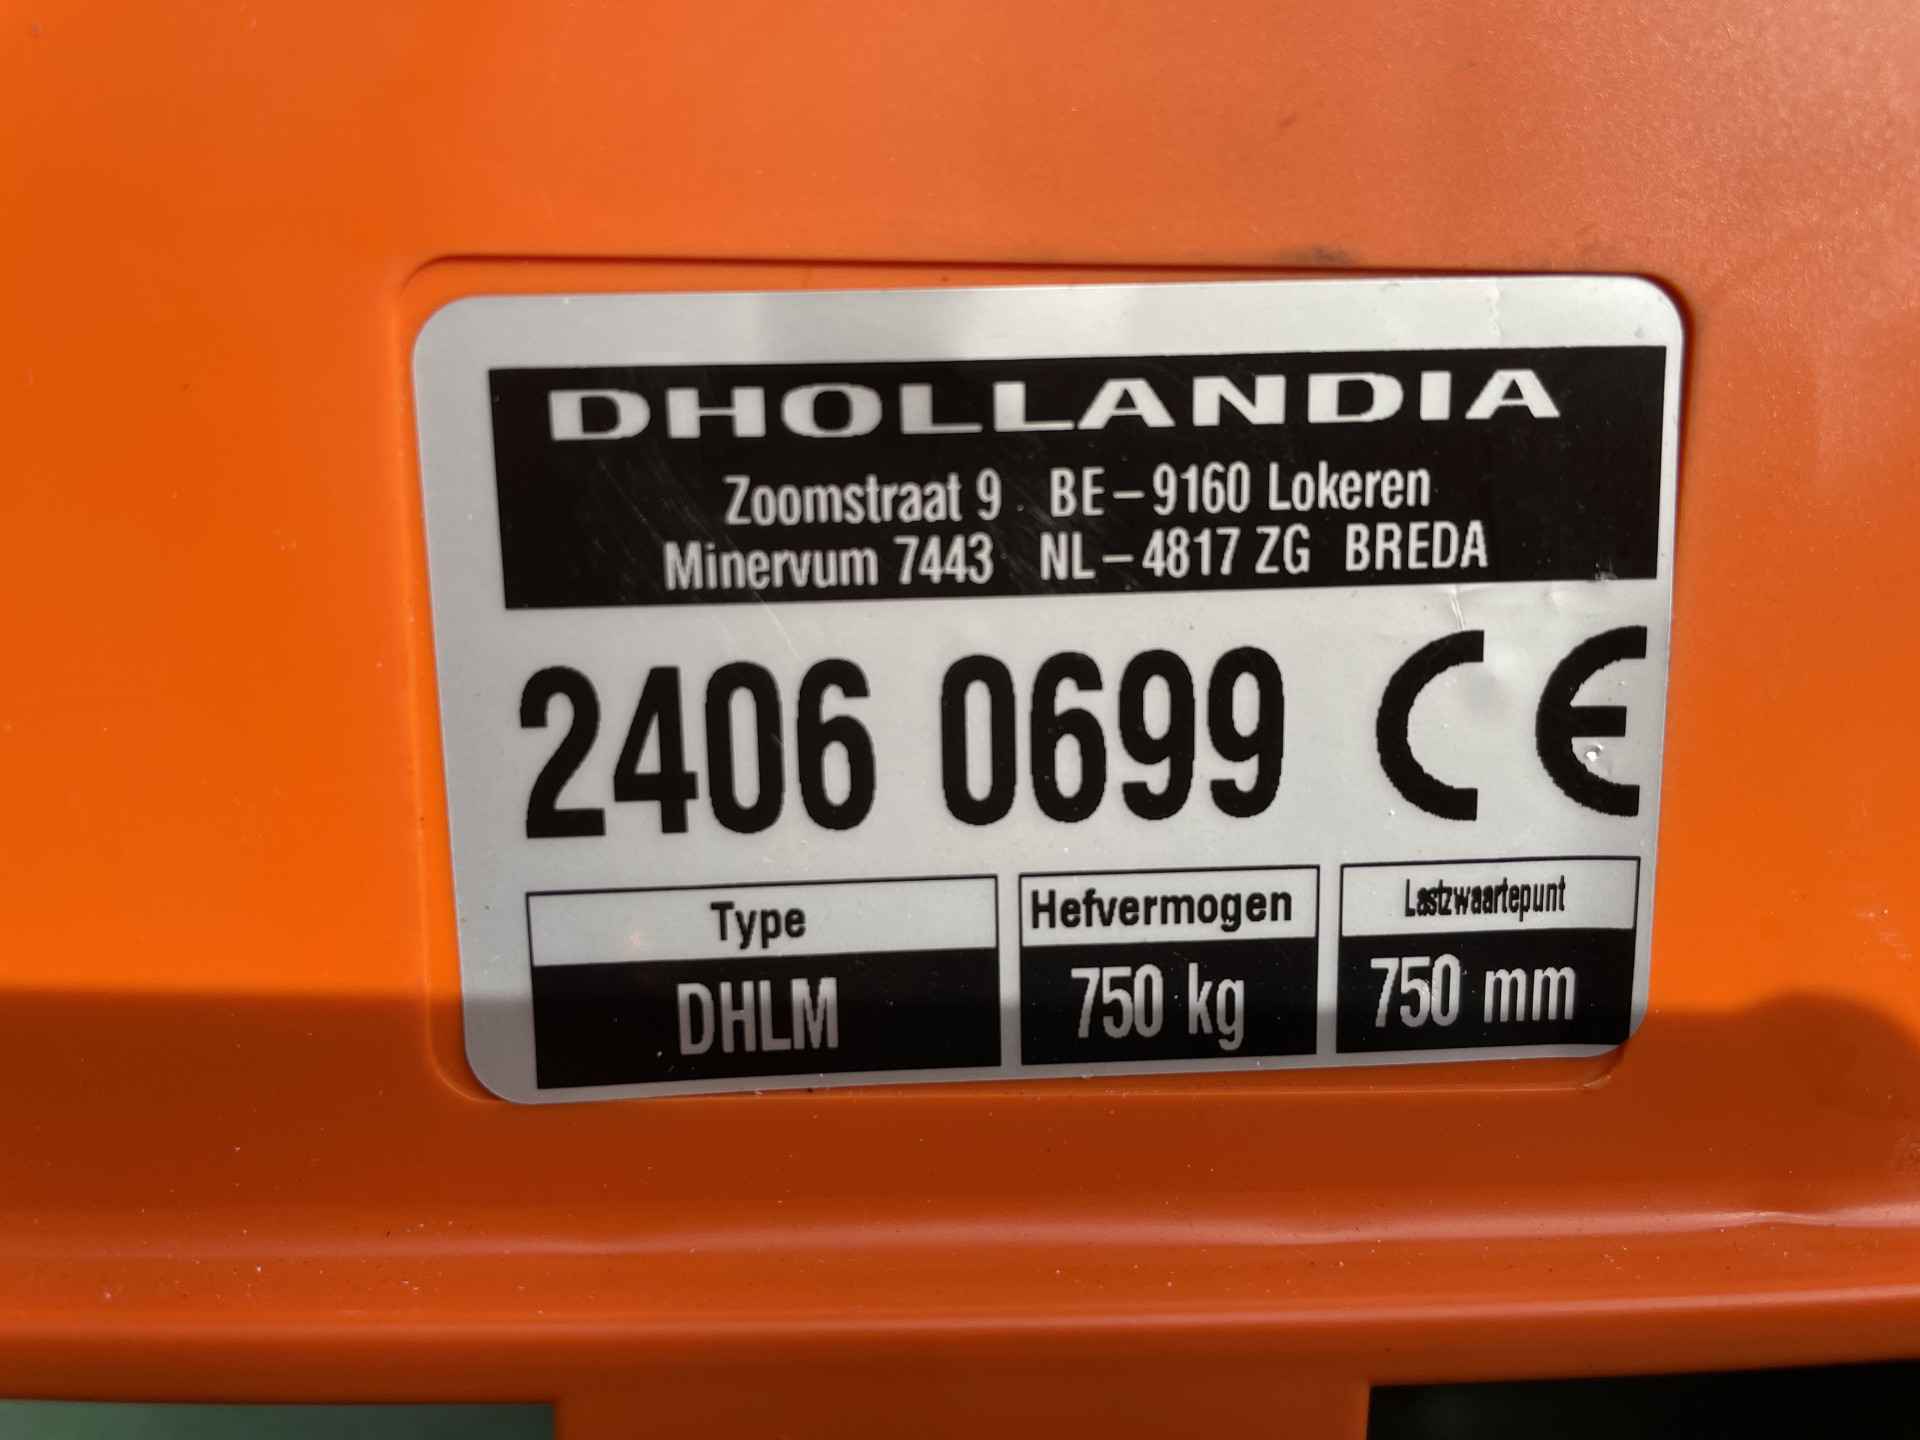 DHOLLANDIA
Zoomstraat 9 BE-9160 Lokeren
Minervum 7443 NL-4817 ZG BREDA
2406 0699 CE
Type Hefvermogen Lastzwaartepunt
DHLM 750 kg 750 mm